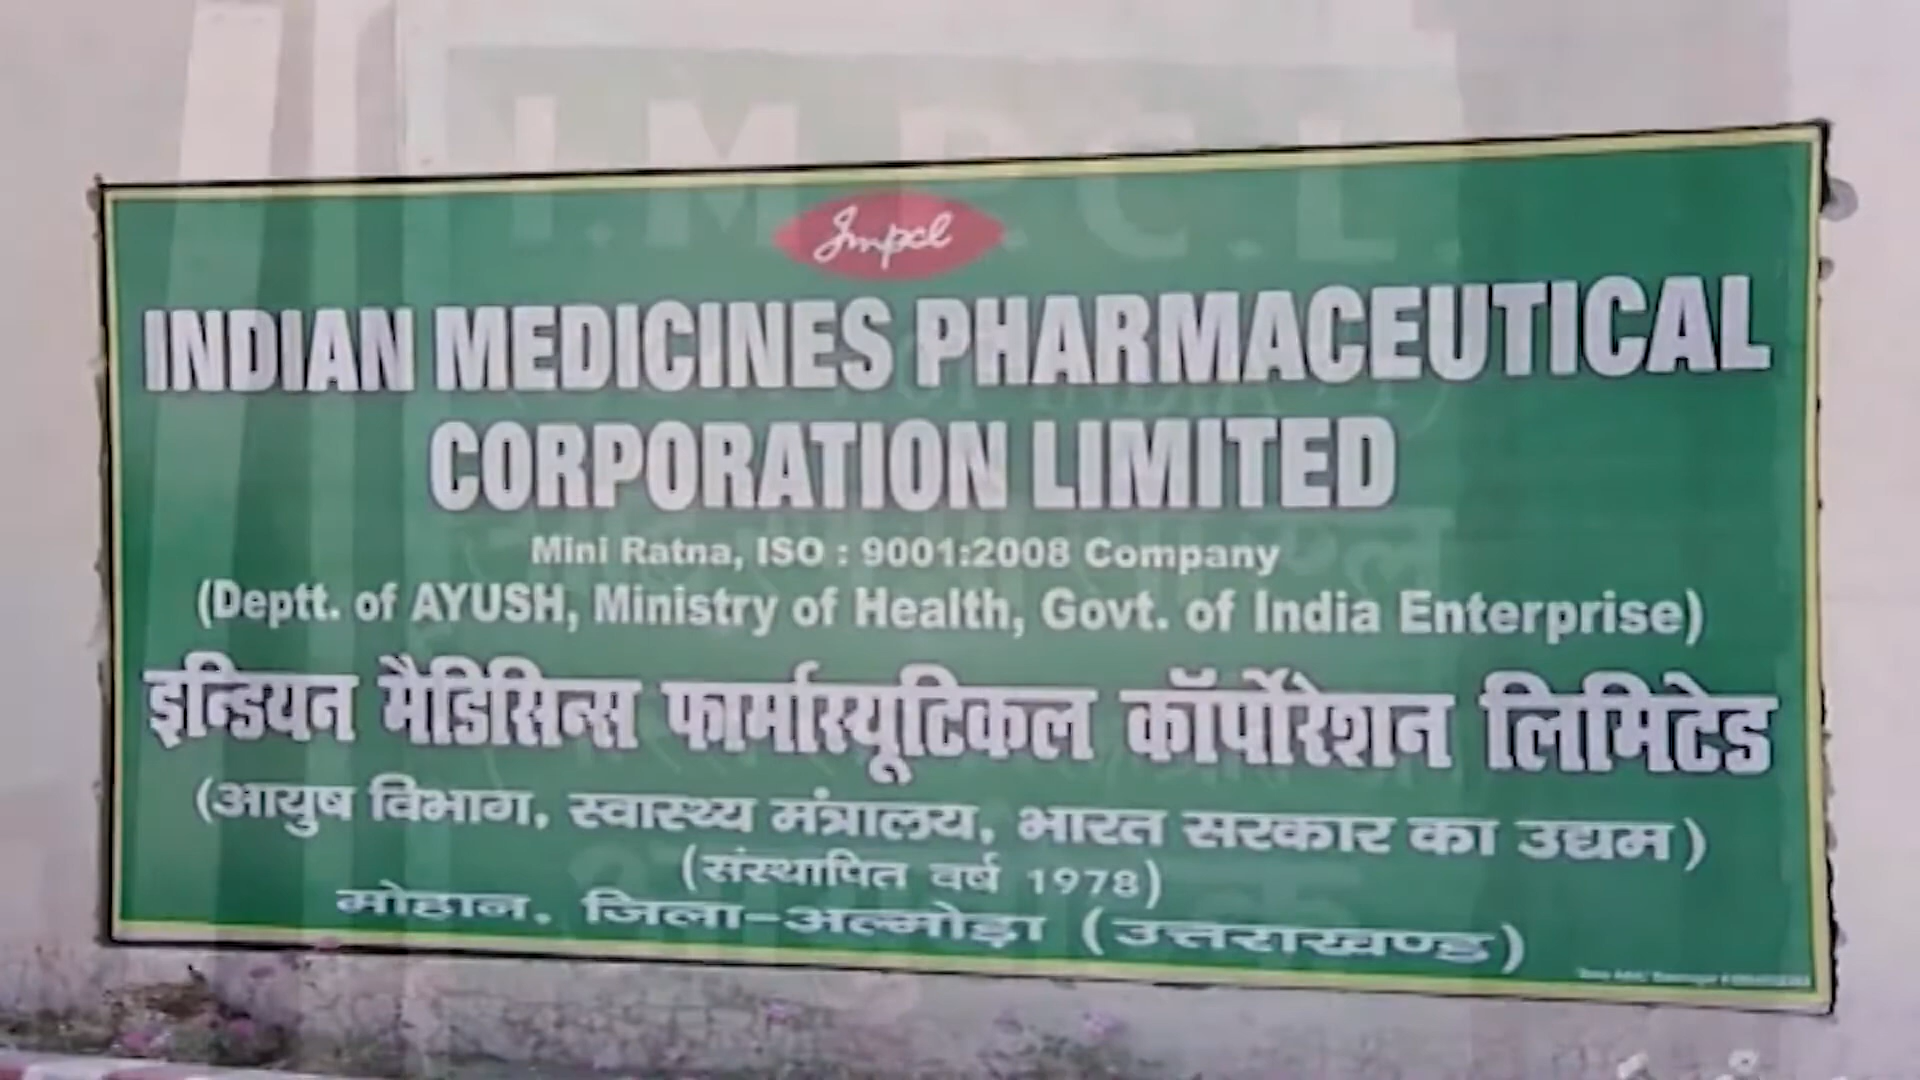 I.M.P.C.L.
Impcl
INDIAN MEDICINES PHARMACEUTICAL
CORPORATION LIMITED
Mini Ratna, ISO : 9001:2008 Company
(Deptt. of AYUSH, Ministry of Health, Govt. of India Enterprise)
इन्डियन मैडिसिन्स फार्मास्यूटिकल कॉर्पोरेशन लिमिटेड
(आयुष विभाग, स्वास्थ्य मंत्रालय, भारत सरकार का उद्यम)
(संस्थापित वर्ष 1978)
मोहान, जिला-अल्मोड़ा (उत्तराखण्ड)